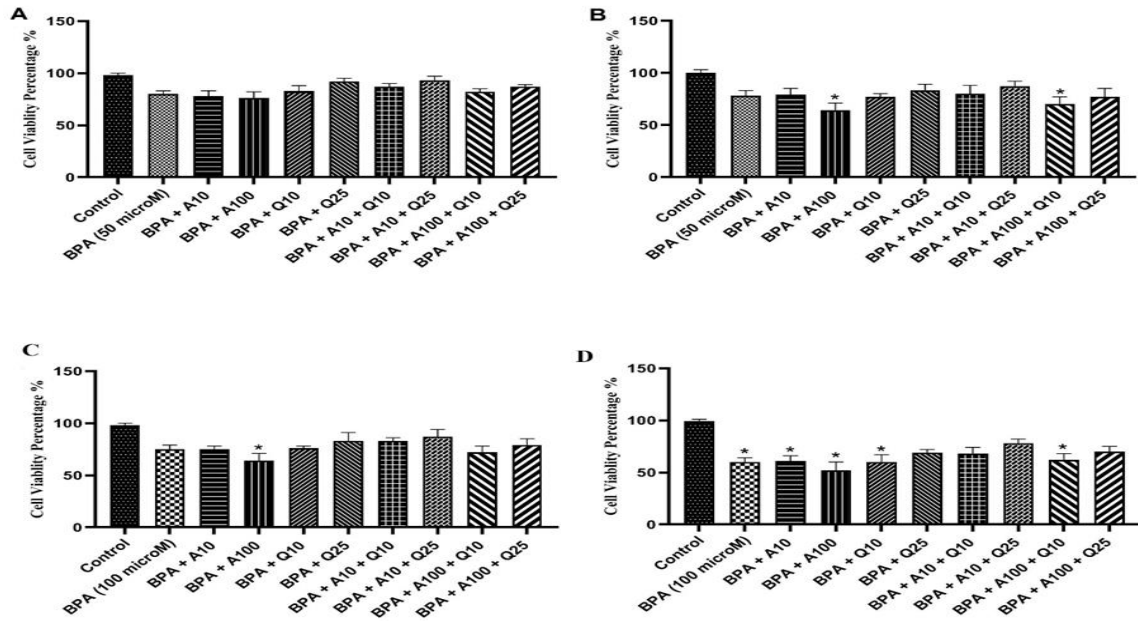 A
Cell Viablity Percentage %
150
100
50
0
Control
BPA (50 microM)
BPA + A10
BPA + A100
BPA + Q10
BPA + Q25
BPA + A10 + Q10
BPA + A10 + Q25
BPA + A100 + Q10
BPA + A100 + Q25
B
Cell Viablity Percentage %
150
100
50
0
*
*
Control
BPA (50 microM)
BPA + A10
BPA + A100
BPA + Q10
BPA + Q25
BPA + A10 + Q10
BPA + A10 + Q25
BPA + A100 + Q10
BPA + A100 + Q25
C
Cell Viablity Percentage %
150
100
50
0
*
Control
BPA (100 microM)
BPA + A10
BPA + A100
BPA + Q10
BPA + Q25
BPA + A10 + Q10
BPA + A10 + Q25
BPA + A100 + Q10
BPA + A100 + Q25
D
Cell Viablity Percentage %
150
100
50
0
*
*
*
*
*
Control
BPA (100 microM)
BPA + A10
BPA + A100
BPA + Q10
BPA + Q25
BPA + A10 + Q10
BPA + A10 + Q25
BPA + A100 + Q10
BPA + A100 + Q25